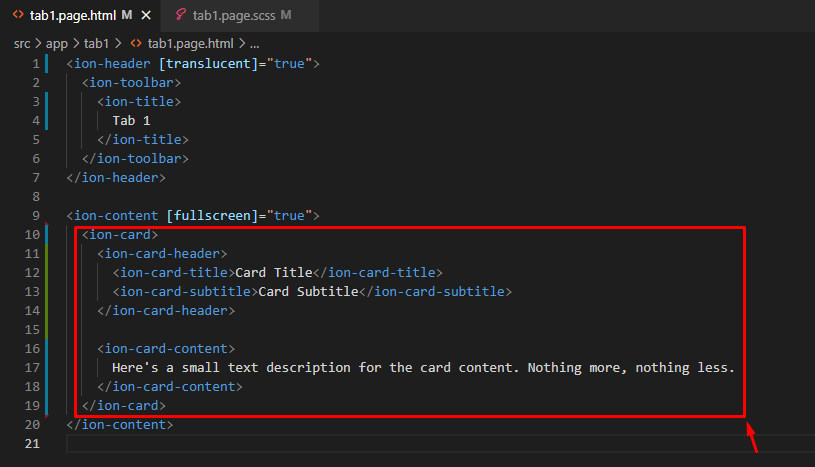 tab1.page.html M
tab1.page.scss M
src > app > tab1 > tab1.page.html > ...
1 <ion-header [translucent]="true">
2 <ion-toolbar>
3 <ion-title>
4 Tab 1
5 </ion-title>
6 </ion-toolbar>
7 </ion-header>
8
9 <ion-content [fullscreen]="true">
10 <ion-card>
11 <ion-card-header>
12 <ion-card-title>Card Title</ion-card-title>
13 <ion-card-subtitle>Card Subtitle</ion-card-subtitle>
14 </ion-card-header>
15
16 <ion-card-content>
17 Here's a small text description for the card content. Nothing more, nothing less.
18 </ion-card-content>
19 </ion-card>
20 </ion-content>
21